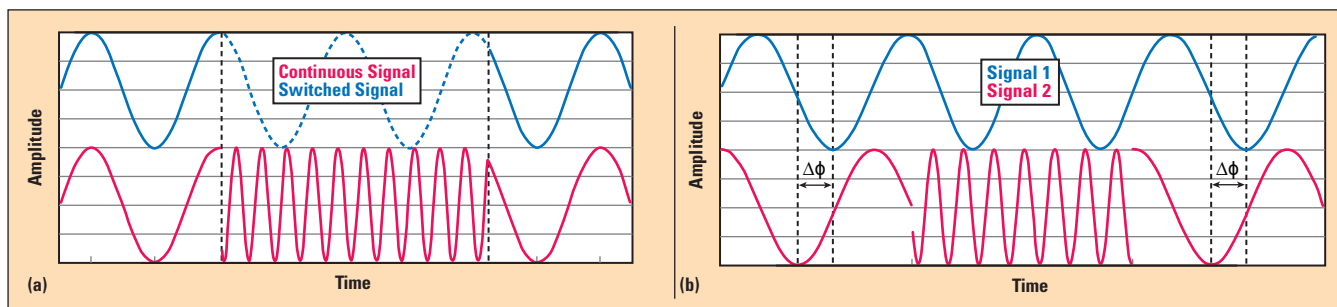 Amplitude
Continuous Signal
Switched Signal
(a)
Time
Amplitude
Signal 1
Signal 2
Δϕ
Δϕ
Time
(b)